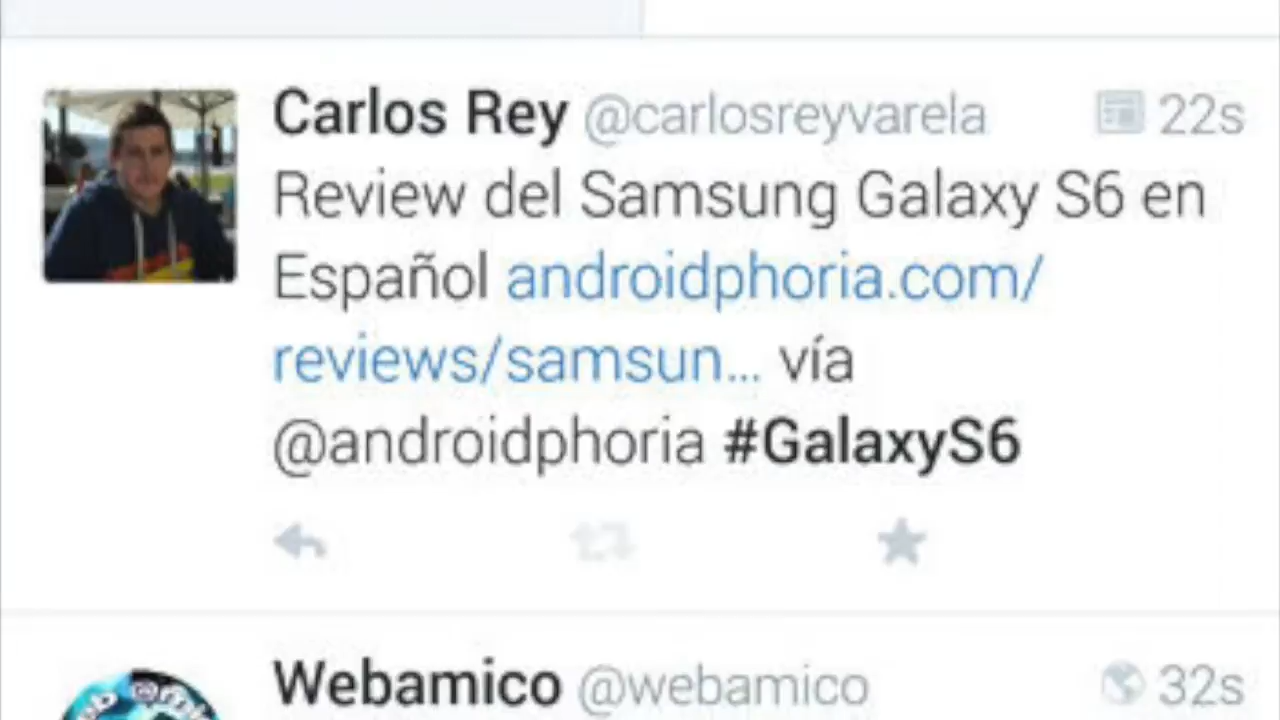 Carlos Rey @carlosreyvarela 22s
Review del Samsung Galaxy S6 en
Español androidphoria.com/
reviews/samsun... vía
@androidphoria #GalaxyS6
Webamico @webamico 32s